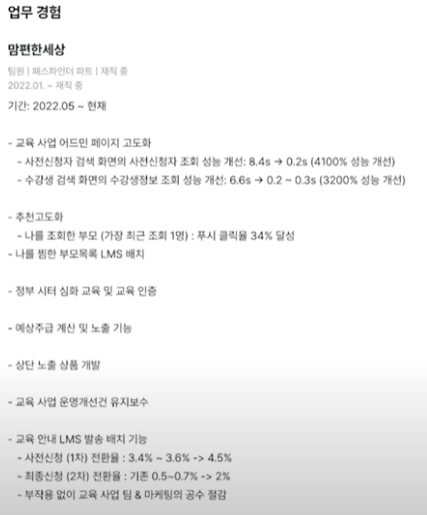 업무 경험
맘편한세상
팀원 | 패스파인더 파트 | 재직 중
2022.01. ~ 재직 중
기간: 2022.05 ~ 현재
- 교육 사업 어드민 페이지 고도화
- 사전신청자 검색 화면의 사전신청자 조회 성능 개선: 8.4s → 0.2s (4100% 성능 개선)
- 수강생 검색 화면의 수강생정보 조회 성능 개선: 6.6s → 0.2 ~ 0.3s (3200% 성능 개선)
- 추천고도화
- 나를 조회한 부모 (가장 최근 조회 1명) : 푸시 클릭율 34% 달성
- 나를 찜한 부모목록 LMS 배치
- 정부 시터 심화 교육 및 교육 인증
- 예상주급 계산 및 노출 기능
- 상단 노출 상품 개발
- 교육 사업 운영개선건 유지보수
- 교육 안내 LMS 발송 배치 기능
- 사전신청 (1차) 전환율 : 3.4% ~ 3.6% -> 4.5%
- 최종신청 (2차) 전환율 : 기존 0.5~0.7% -> 2%
- 부작용 없이 교육 사업 팀 & 마케팅의 공수 절감